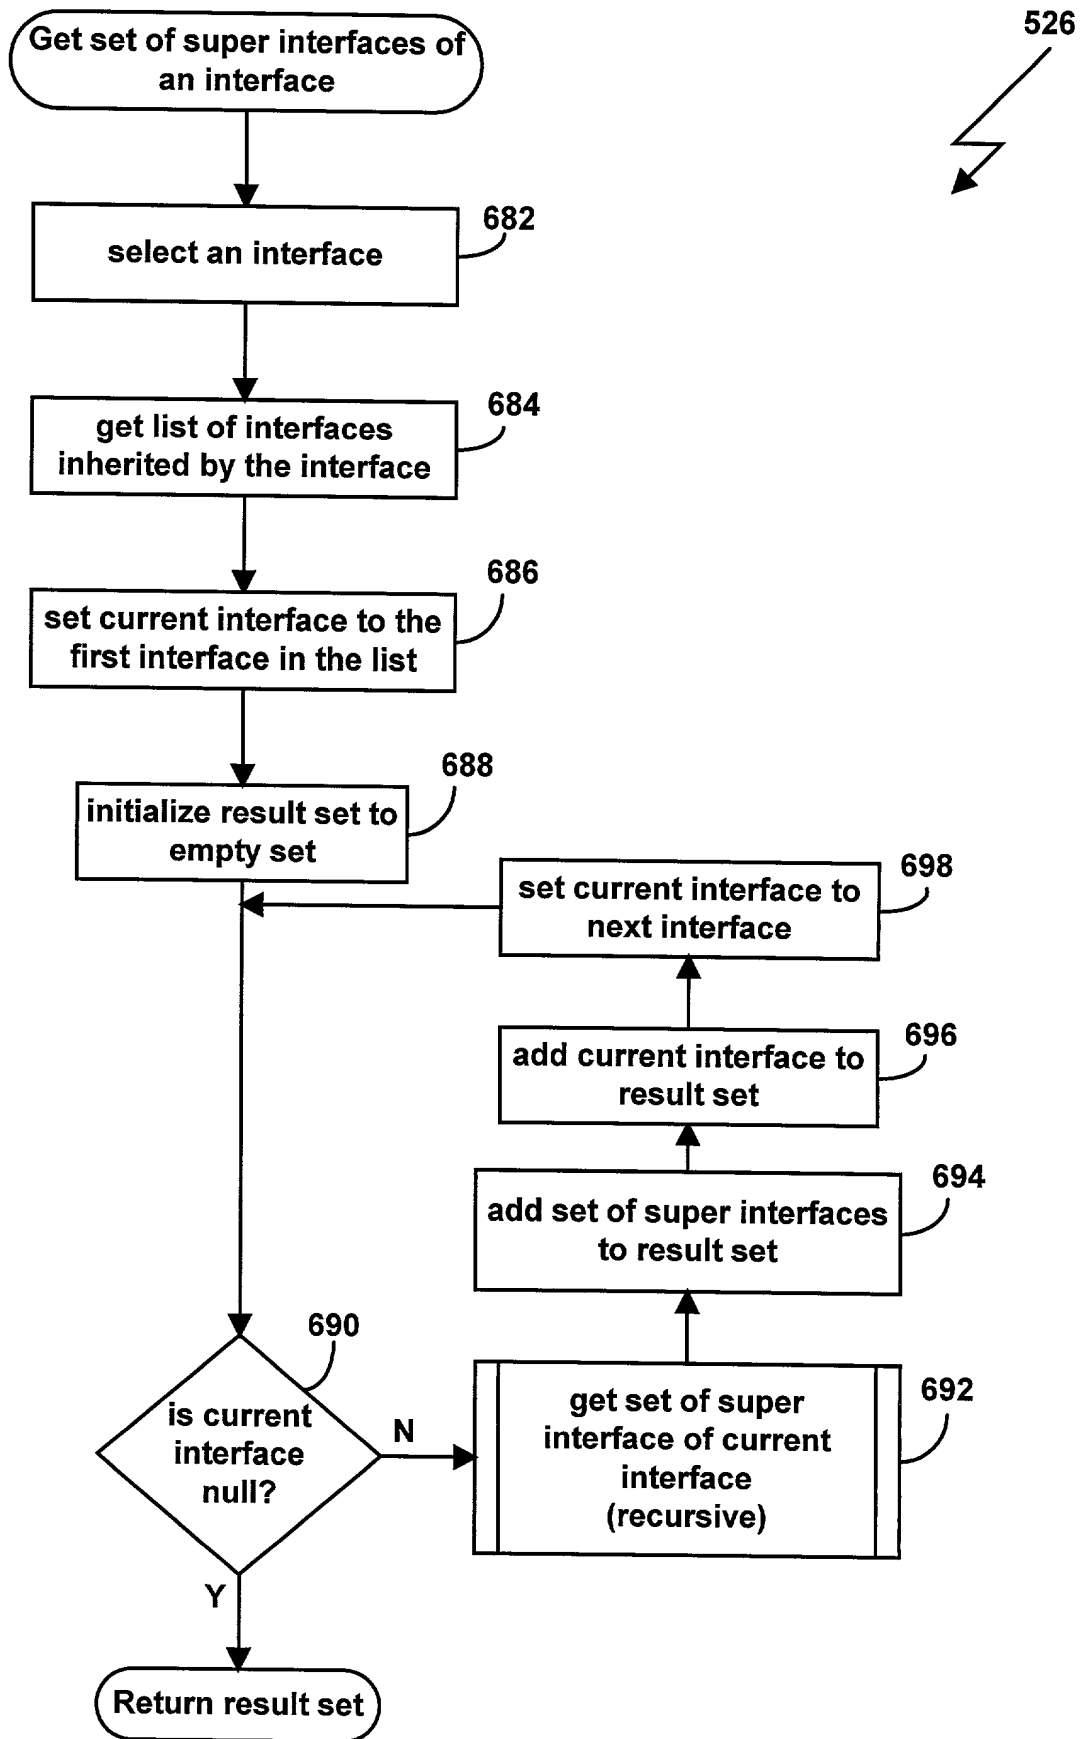 526
Get set of super interfaces of
an interface
682
select an interface
684
get list of interfaces
inherited by the interface
686
set current interface to the
first interface in the list
688
initialize result set to
empty set
698
set current interface to
next interface
696
add current interface to
result set
694
add set of super interfaces
to result set
690
is current
interface
null?
N
692
get set of super
interface of current
interface
(recursive)
Y
Return result set